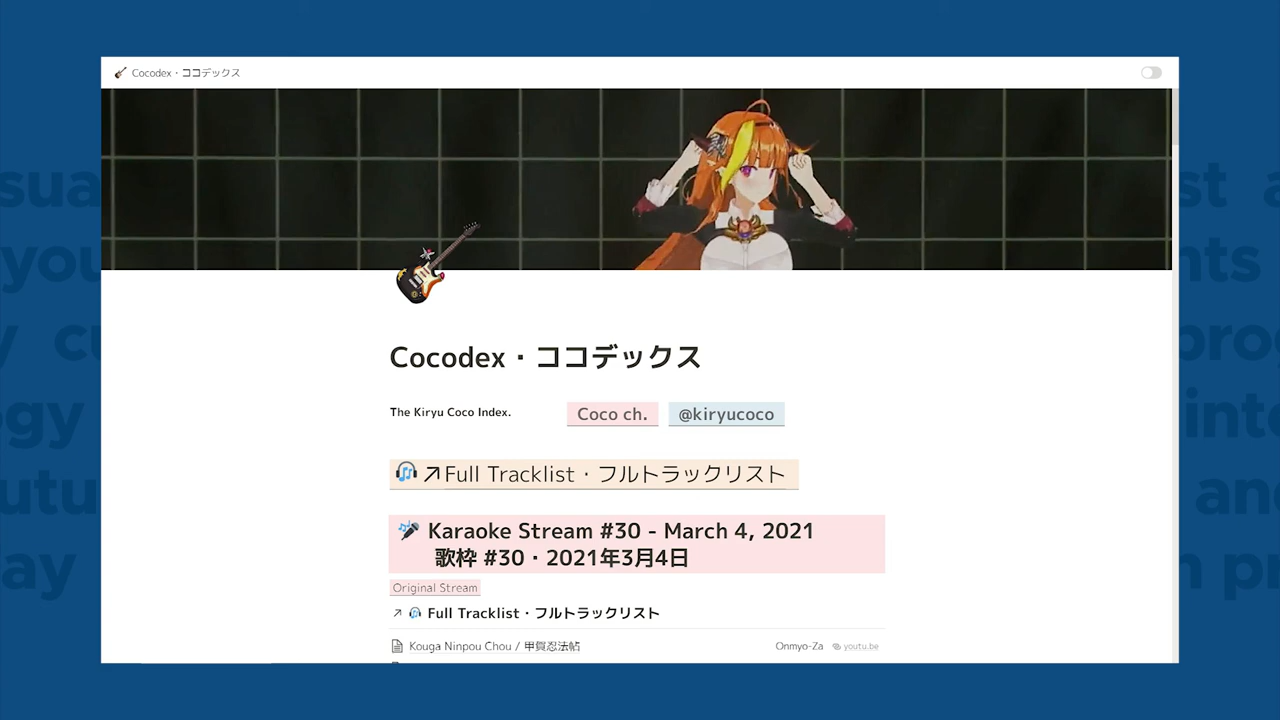 Cocodex・ココデックス
Cocodex・ココデックス
The Kiryu Coco Index.
Coco ch.
@kiryucoco
↗Full Tracklist・フルトラックリスト
Karaoke Stream #30 - March 4, 2021
歌枠 #30・2021年3月4日
Original Stream
↗ Full Tracklist・フルトラックリスト
Kouga Ninpou Chou / 甲賀忍法帖
Onmyo-Za
youtu.be